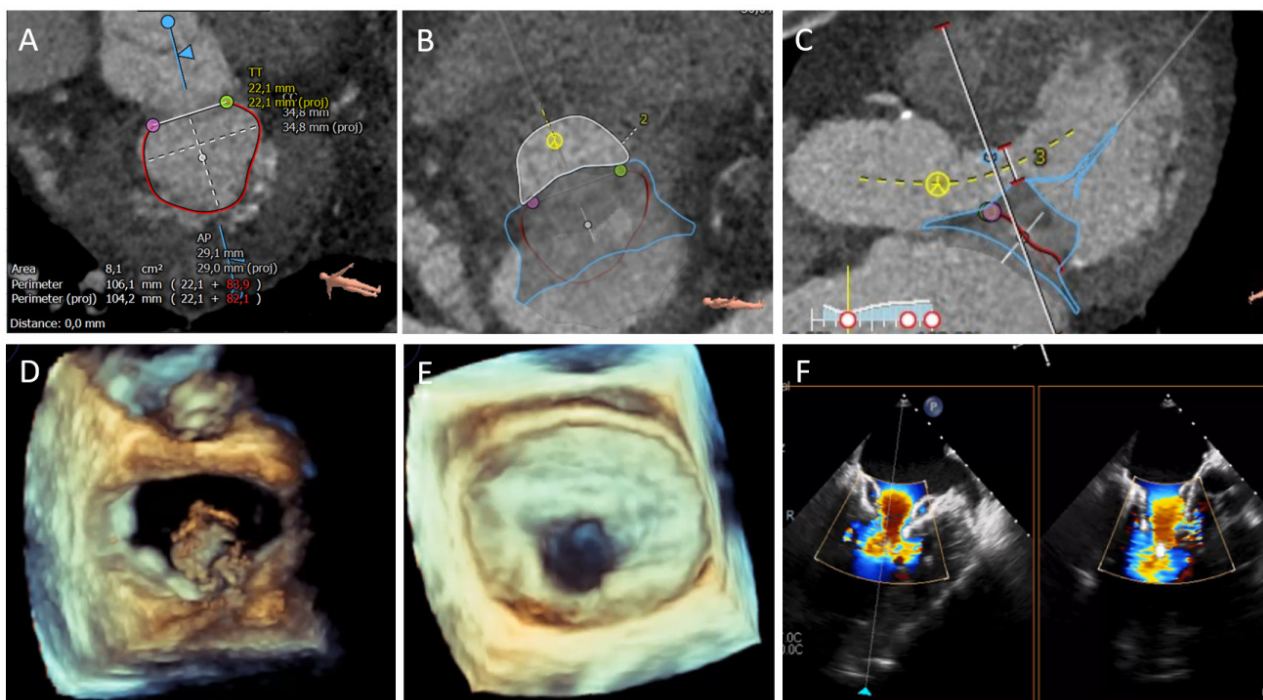 A
TT
22,1 mm
22,1 mm (proj)
34,8 mm
34,8 mm (proj)
AP
29,1 mm
29,0 mm (proj)
Area 8,1 cm²
Perimeter 106,1 mm ( 22,1 + 83,9 )
Perimeter (proj) 104,2 mm ( 22,1 + 82,1 )
Distance: 0,0 mm
B
2
C
3
D
E
F
P
R